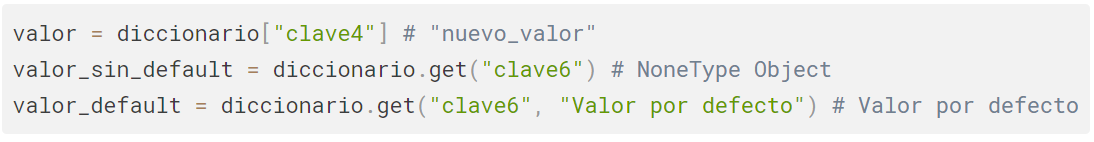 valor = diccionario["clave4"] # "nuevo_valor"
valor_sin_default = diccionario.get("clave6") # NoneType Object
valor_default = diccionario.get("clave6", "Valor por defecto") # Valor por defecto